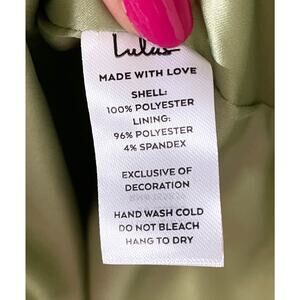 Lulus
MADE WITH LOVE
SHELL:
100% POLYESTER
LINING:
96% POLYESTER
4% SPANDEX
EXCLUSIVE OF
DECORATION
HAND WASH COLD
DO NOT BLEACH
HANG TO DRY